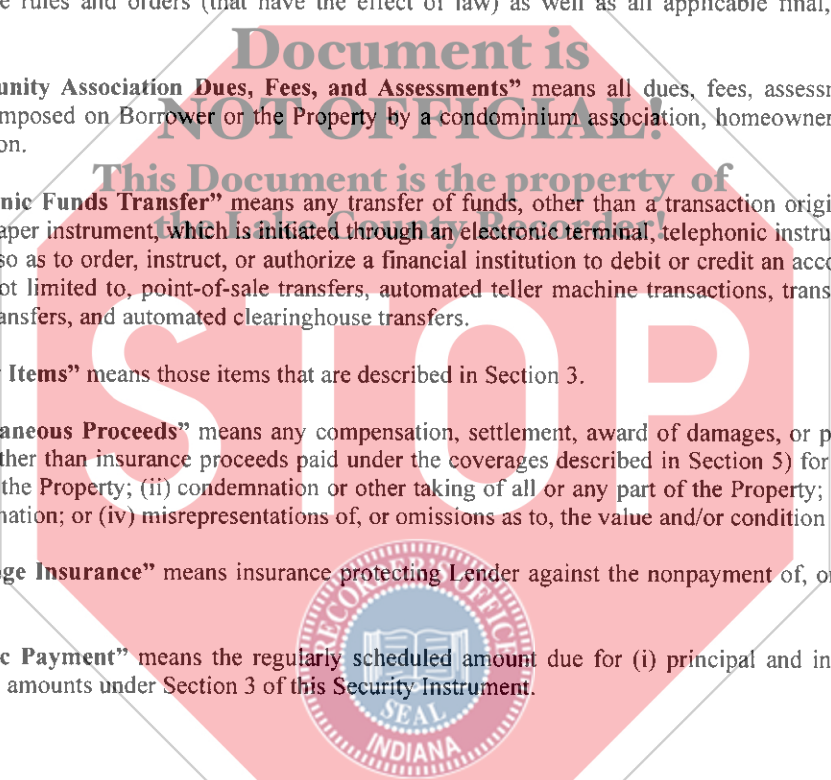 e rules and orders (that have the effect of law) as well as all applicable final,
Document is
unity Association Dues, Fees, and Assessments” means all dues, fees, assessm
mposed on Borrower or the Property by a condominium association, homeowner
NOT OFFICIAL!
on.
This Document is the property of
nic Funds Transfer” means any transfer of funds, other than a transaction origi
the Lake County Recorder!
aper instrument, which is initiated through an electronic terminal, telephonic instru
so as to order, instruct, or authorize a financial institution to debit or credit an acco
ot limited to, point-of-sale transfers, automated teller machine transactions, trans
ansfers, and automated clearinghouse transfers.
STOP
Items” means those items that are described in Section 3.
aneous Proceeds” means any compensation, settlement, award of damages, or p
ther than insurance proceeds paid under the coverages described in Section 5) for
the Property; (ii) condemnation or other taking of all or any part of the Property;
nation; or (iv) misrepresentations of, or omissions as to, the value and/or condition
ge Insurance” means insurance protecting Lender against the nonpayment of, or
c Payment” means the regularly scheduled amount due for (i) principal and in
amounts under Section 3 of this Security Instrument.
RECORDER'S OFFICE
SEAL
INDIANA